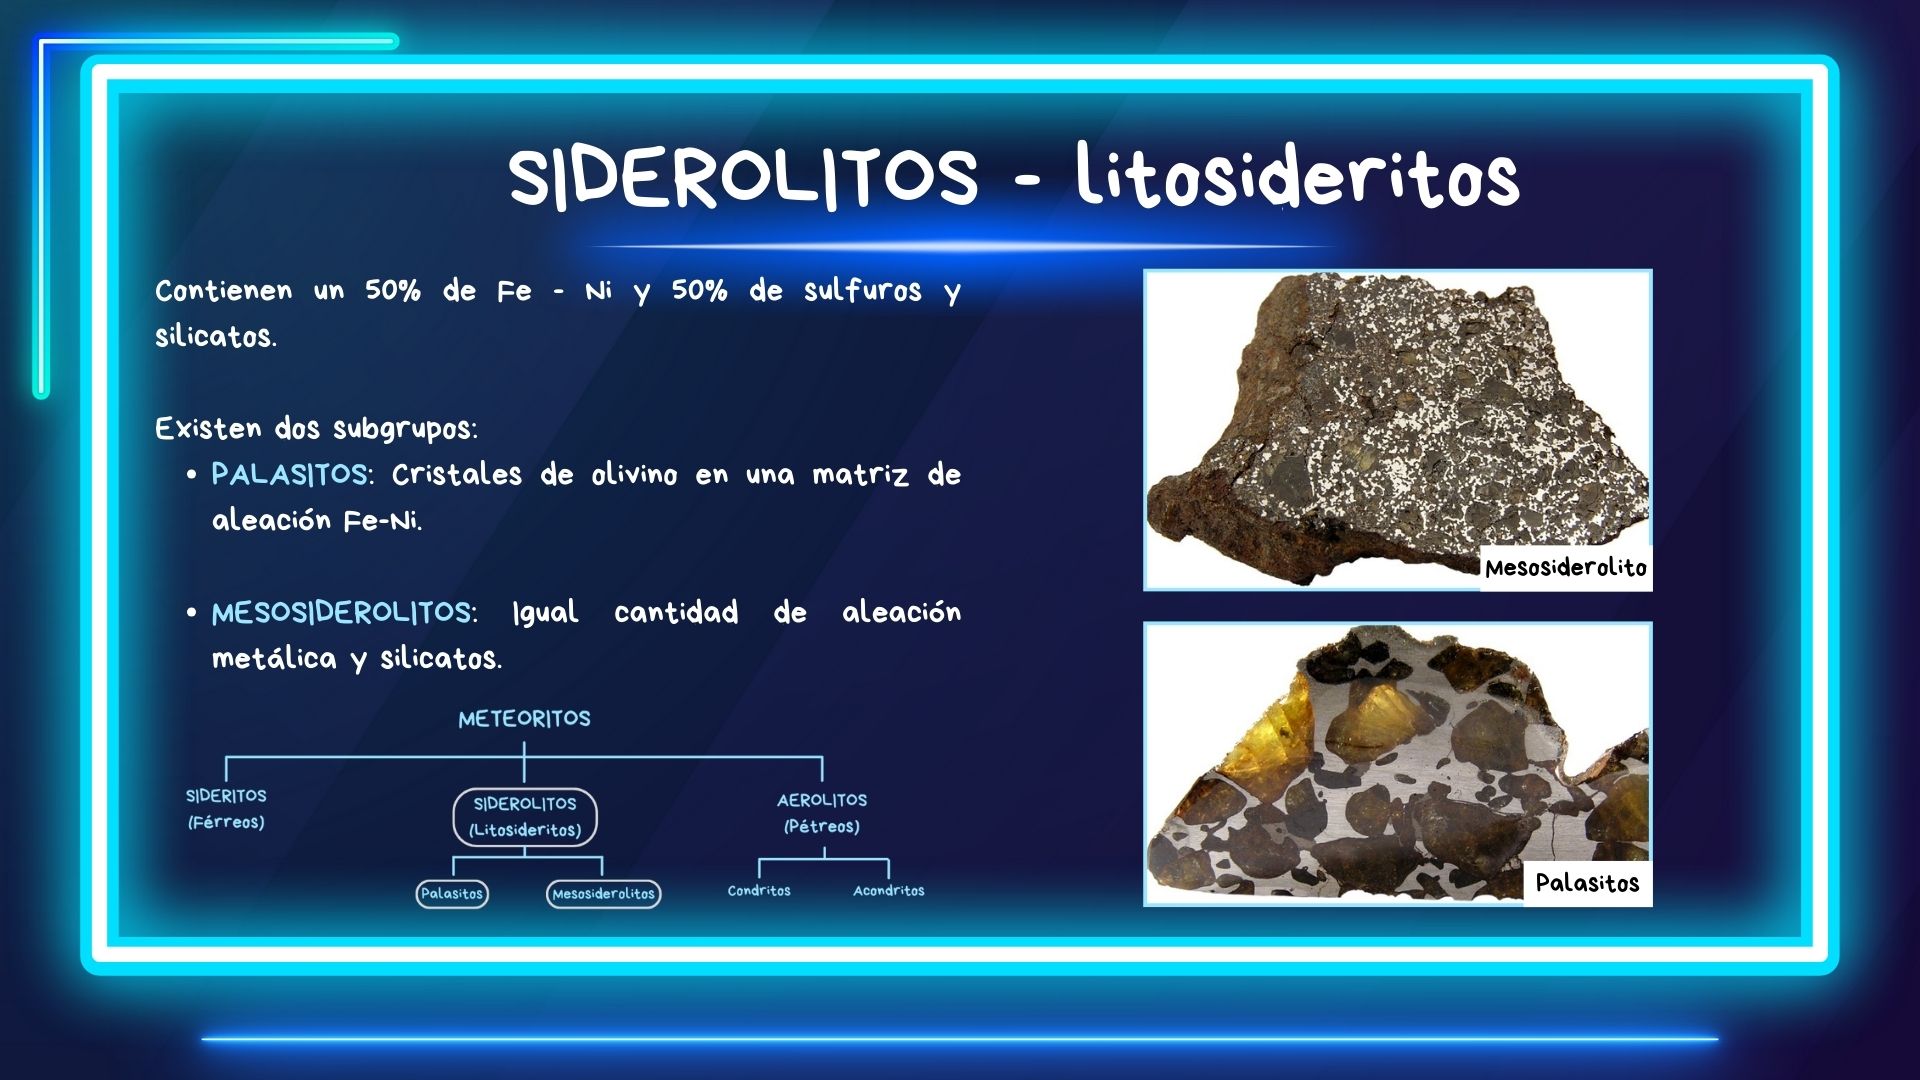 SIDEROLITOS - litosideritos
Contienen un 50% de Fe - Ni y 50% de sulfuros y
silicatos.
Existen dos subgrupos:
• PALASITOS: Cristales de olivino en una matriz de
aleación Fe-Ni.
• MESOSIDEROLITOS: Igual cantidad de aleación
metálica y silicatos.
METEORITOS
SIDERITOS
(Férreos)
SIDEROLITOS
(Litosideritos)
AEROLITOS
(Pétreos)
Palasitos
Mesosiderolitos
Condritos
Acondritos
Mesosiderolito
Palasitos